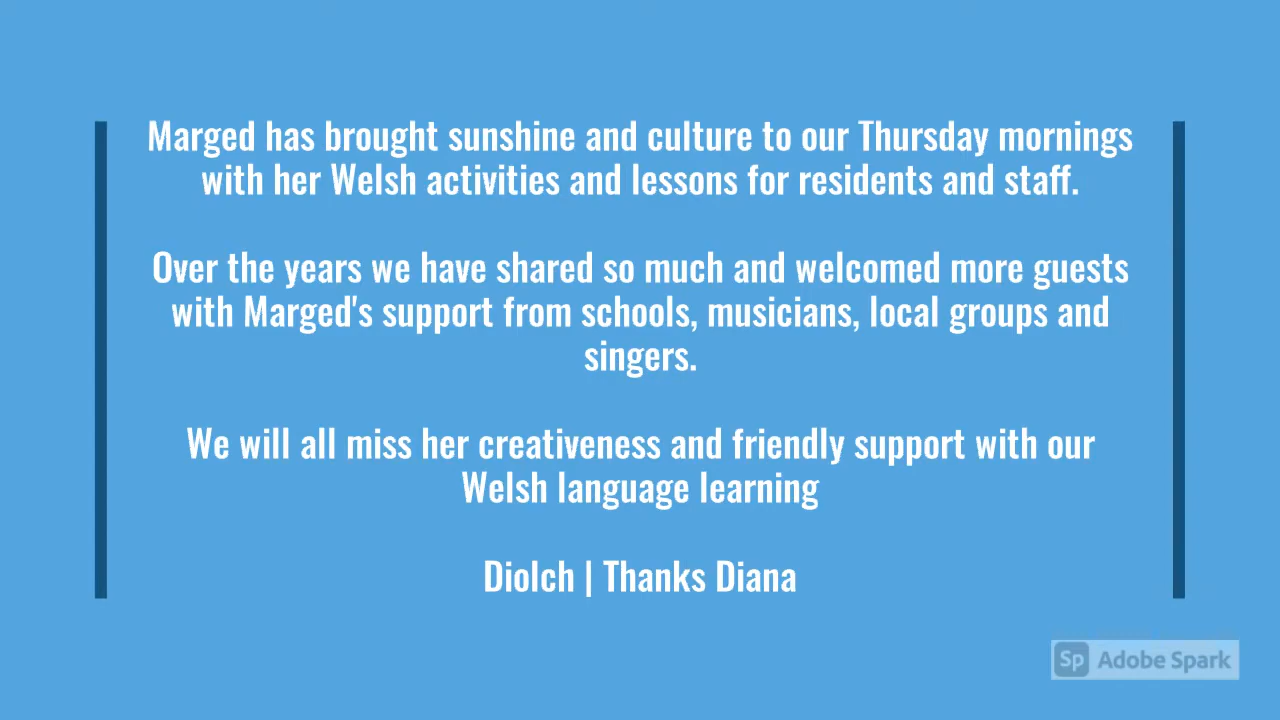 Marged has brought sunshine and culture to our Thursday mornings
with her Welsh activities and lessons for residents and staff.
Over the years we have shared so much and welcomed more guests
with Marged's support from schools, musicians, local groups and
singers.
We will all miss her creativeness and friendly support with our
Welsh language learning
Diolch | Thanks Diana
Sp Adobe Spark